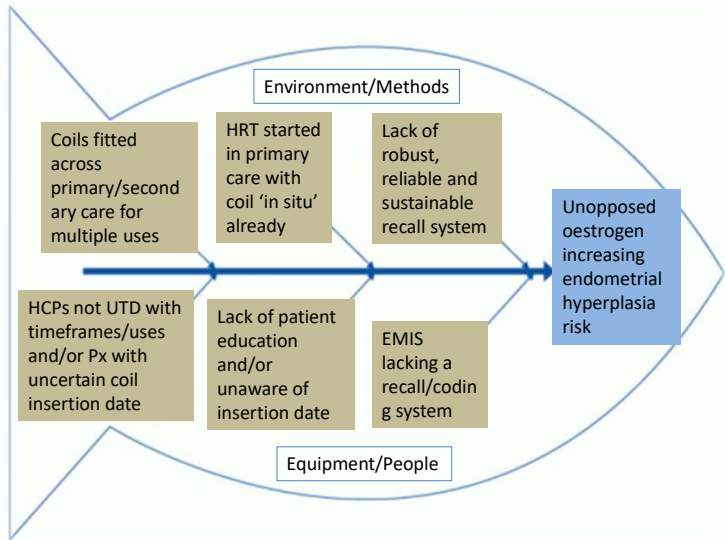 Environment/Methods
Coils fitted
across
primary/second
ary care for
multiple uses
HRT started
in primary
care with
coil ‘in situ’
already
Lack of
robust,
reliable and
sustainable
recall system
Unopposed
oestrogen
increasing
endometrial
hyperplasia
risk
HCPs not UTD with
timeframes/uses
and/or Px with
uncertain coil
insertion date
Lack of patient
education
and/or
unaware of
insertion date
EMIS
lacking a
recall/codin
g system
Equipment/People